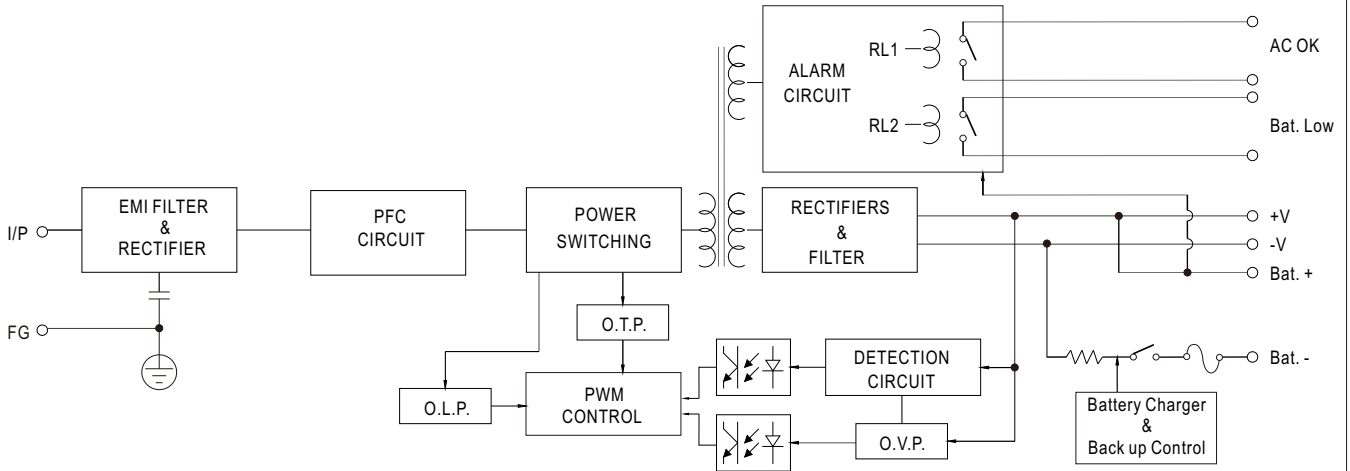 ALARM
CIRCUIT
RL1
RL2
AC OK
Bat. Low
I/P
EMI FILTER
&
RECTIFIER
PFC
CIRCUIT
POWER
SWITCHING
RECTIFIERS
&
FILTER
+V
-V
Bat. +
FG
O.T.P.
O.L.P.
PWM
CONTROL
DETECTION
CIRCUIT
O.V.P.
Bat. -
Battery Charger
&
Back up Control